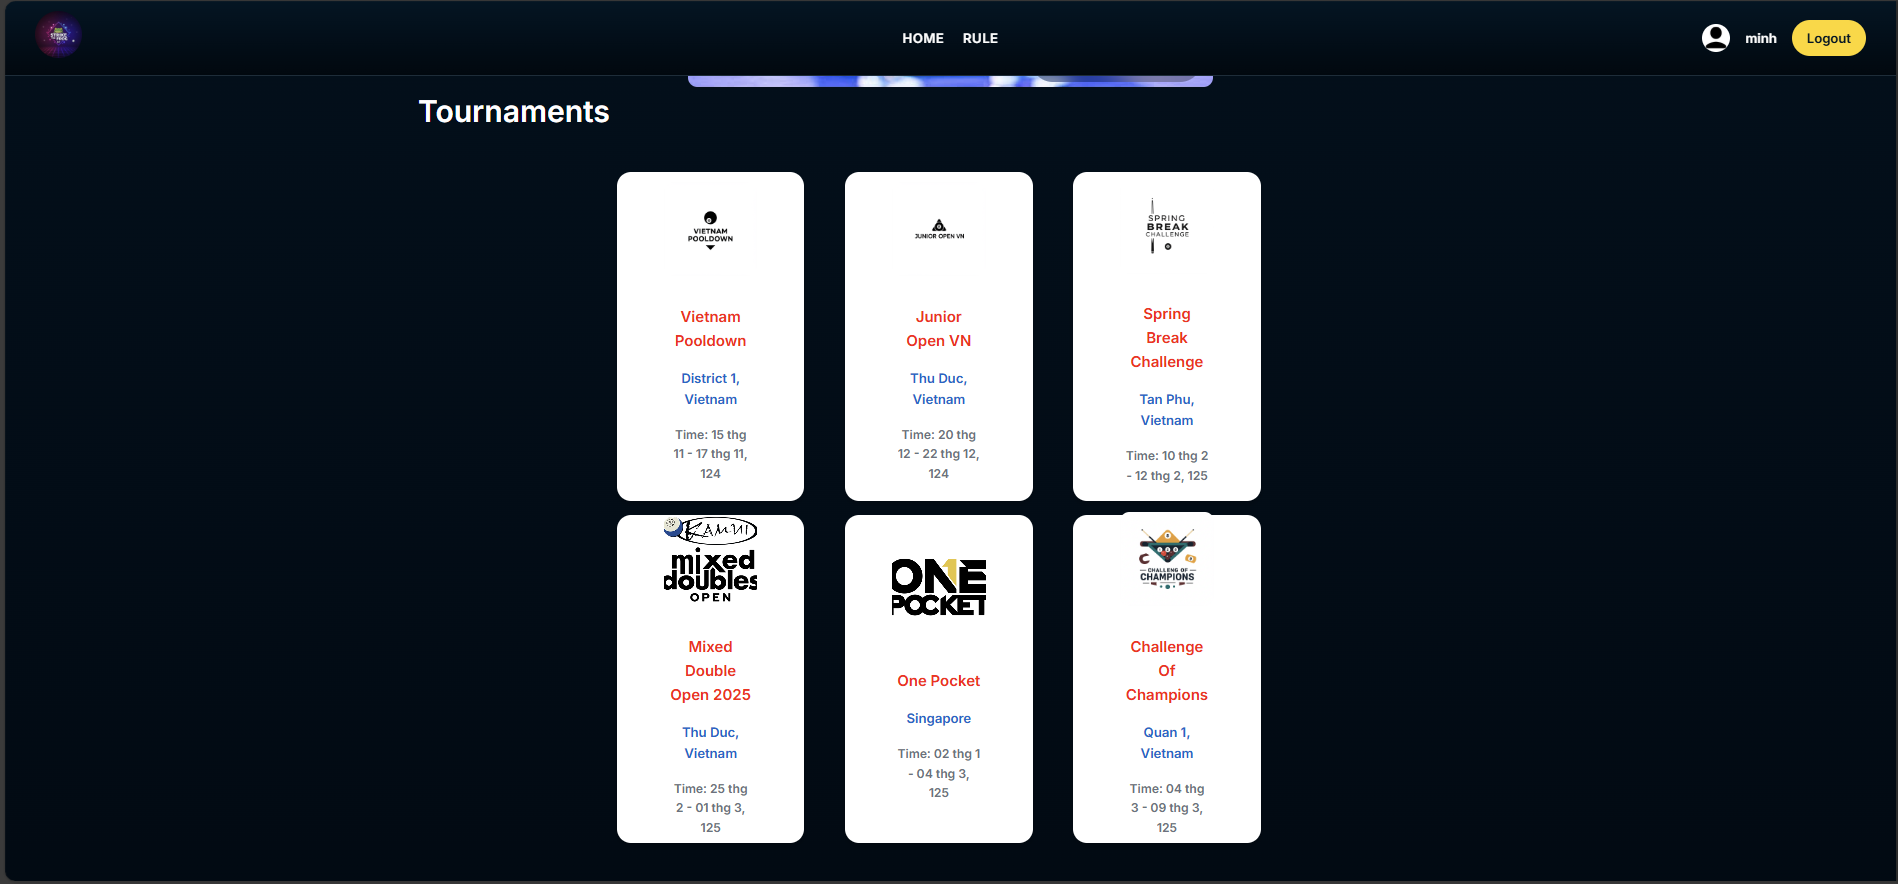 HOME RULE
minh
Logout
Tournaments
VIETNAM
POOLDOWN
Vietnam
Pooldown
District 1,
Vietnam
Time: 15 thg
11 - 17 thg 11,
124
JUNIOR OPEN VN
Junior
Open VN
Thu Duc,
Vietnam
Time: 20 thg
12 - 22 thg 12,
124
SPRING
BREAK
CHALLENGE
Spring
Break
Challenge
Tan Phu,
Vietnam
Time: 10 thg 2
- 12 thg 2, 125
KAMUI
mixed
doubles
OPEN
Mixed
Double
Open 2025
Thu Duc,
Vietnam
Time: 25 thg
2 - 01 thg 3,
125
ONE
POCKET
One Pocket
Singapore
Time: 02 thg 1
- 04 thg 3,
125
CHALLENG OF
CHAMPIONS
Challenge
Of
Champions
Quan 1,
Vietnam
Time: 04 thg
3 - 09 thg 3,
125